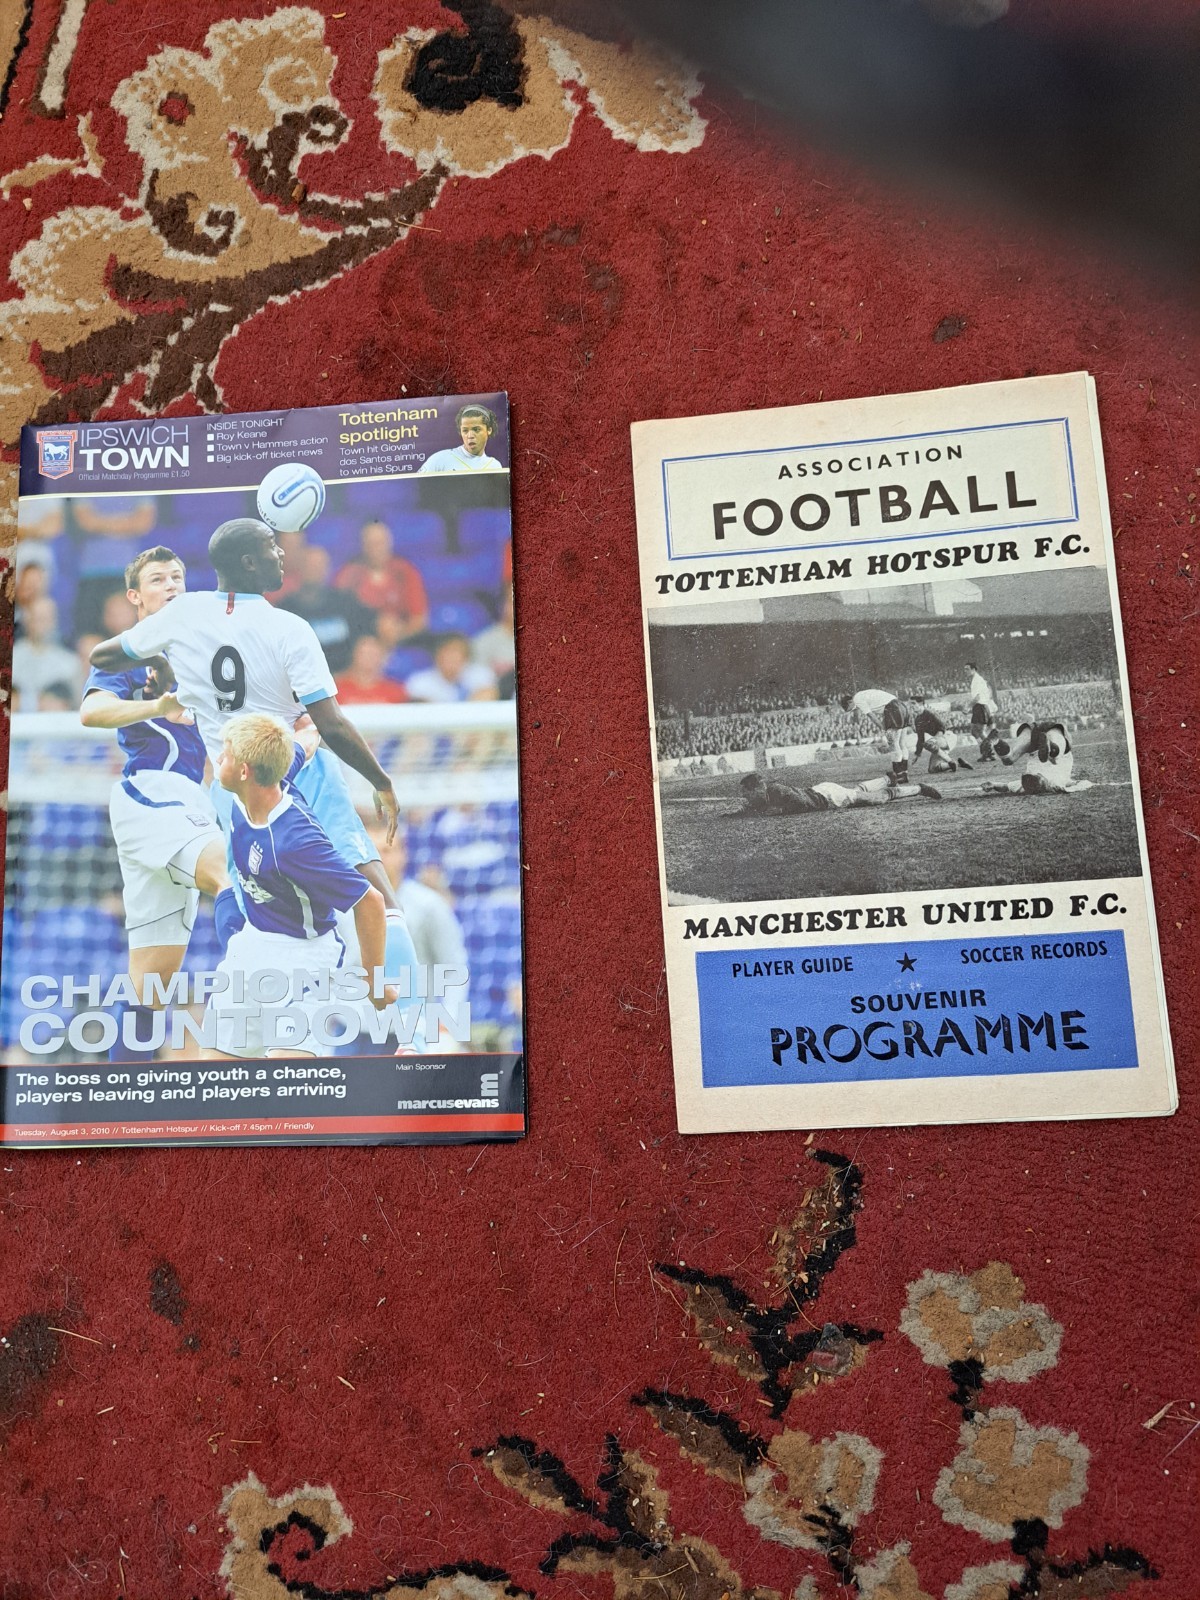 IPSWICH
TOWN
Official Matchday Programme £1.50
INSIDE TONIGHT
Roy Keane
Town v Hammers action
Big kick-off ticket news
Tottenham
spotlight
Town hit Giovani
dos Santos aiming
to win his Spurs
9
CHAMPIONSHIP
COUNTDOWN
The boss on giving youth a chance,
players leaving and players arriving
Main Sponsor
marcusevans
Tuesday, August 3, 2010 // Tottenham Hotspur // Kick-off 7.45pm // Friendly
ASSOCIATION
FOOTBALL
TOTTENHAM HOTSPUR F.C.
MANCHESTER UNITED F.C.
PLAYER GUIDE ★ SOCCER RECORDS
SOUVENIR
PROGRAMME